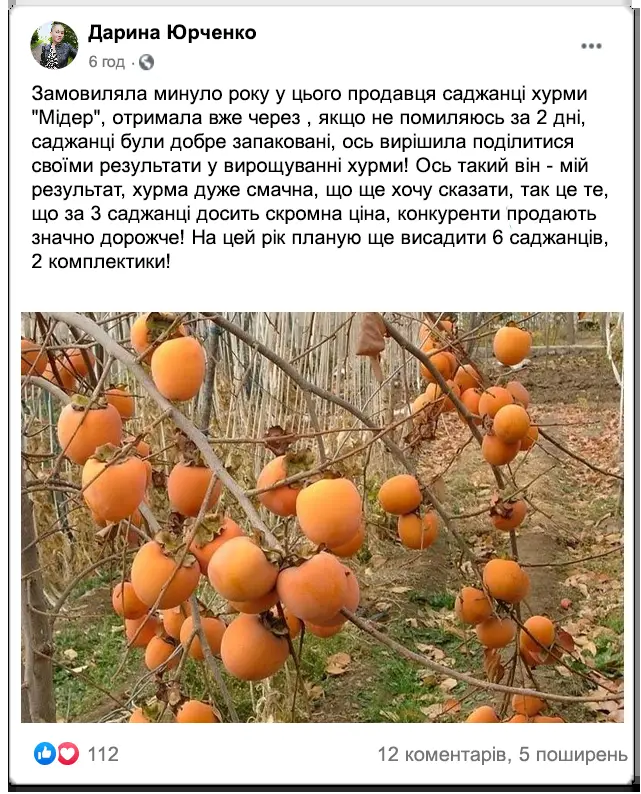 Дарина Юрченко
6 год ·
Замовиляла минуло року у цього продавця саджанці хурми
"Мідер", отримала вже через , якщо не помиляюсь за 2 дні,
саджанці були добре запаковані, ось вирішила поділитися
своїми результати у вирощуванні хурми! Ось такий він - мій
результат, хурма дуже смачна, що ще хочу сказати, так це те,
що за 3 саджанці досить скромна ціна, конкуренти продають
значно дорожче! На цей рік планую ще висадити 6 саджанців,
2 комплектики!
112
12 коментарів, 5 поширень